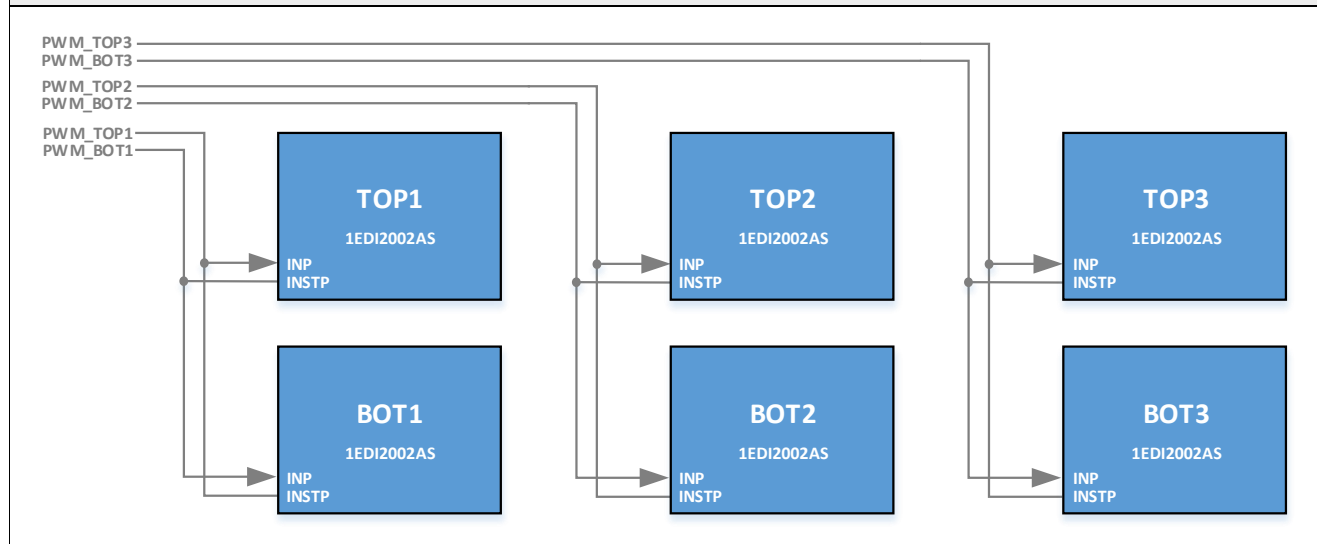 PWM_TOP3
PWM_BOT3
PWM_TOP2
PWM_BOT2
PWM_TOP1
PWM_BOT1
TOP1
1EDI2002AS
INP
INSTP
TOP2
1EDI2002AS
INP
INSTP
TOP3
1EDI2002AS
INP
INSTP
BOT1
1EDI2002AS
INP
INSTP
BOT2
1EDI2002AS
INP
INSTP
BOT3
1EDI2002AS
INP
INSTP